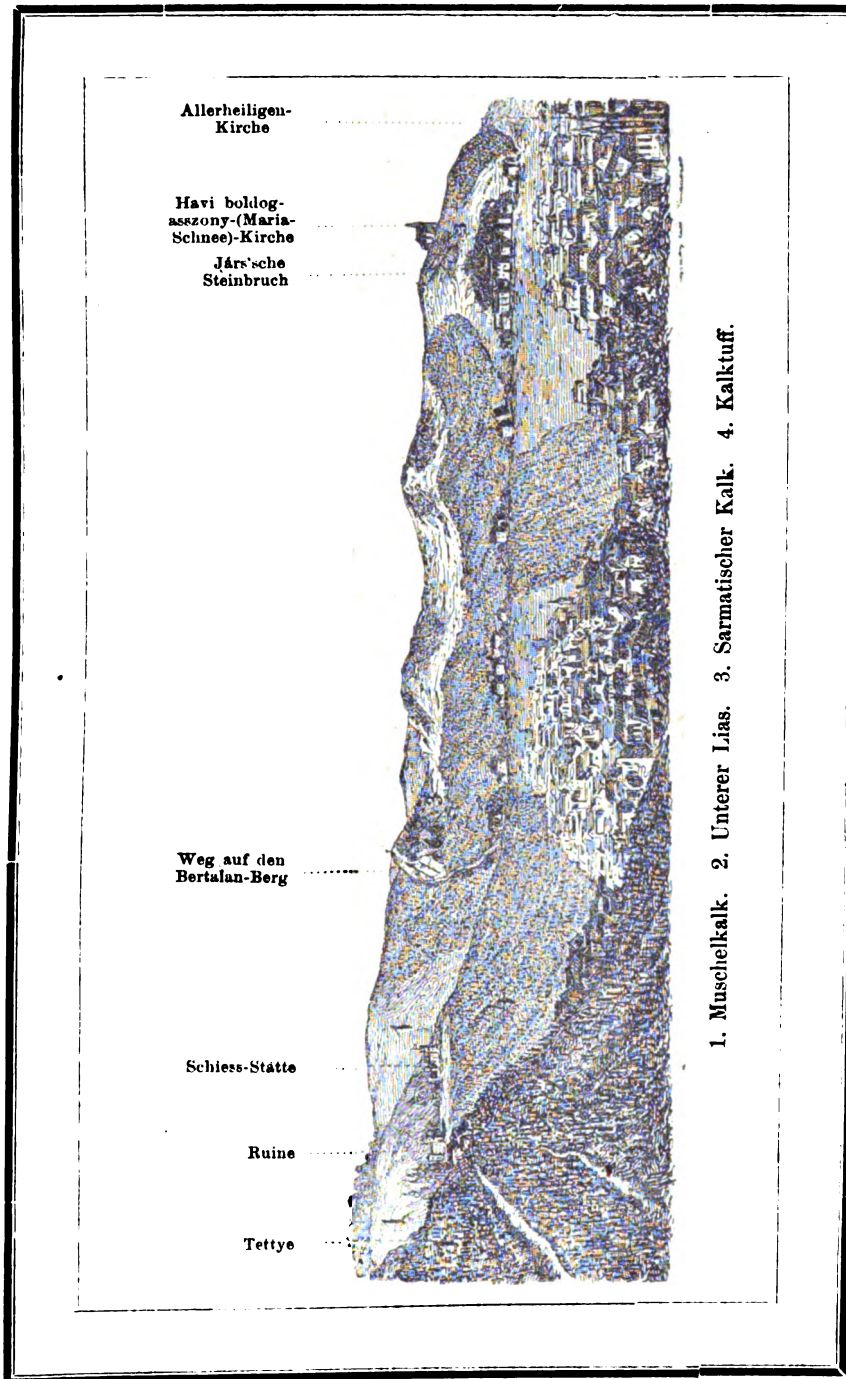 Allerheiligen-
Kirche
Havi boldog-
asszony-(Maria-
Schnee)-Kirche
Járs'sche
Steinbruch
Weg auf den
Bertalan-Berg
Schiess-Stätte
Ruine
Tettye
1. Muschelkalk. 2. Unterer Lias. 3. Sarmatischer Kalk. 4. Kalktuff.